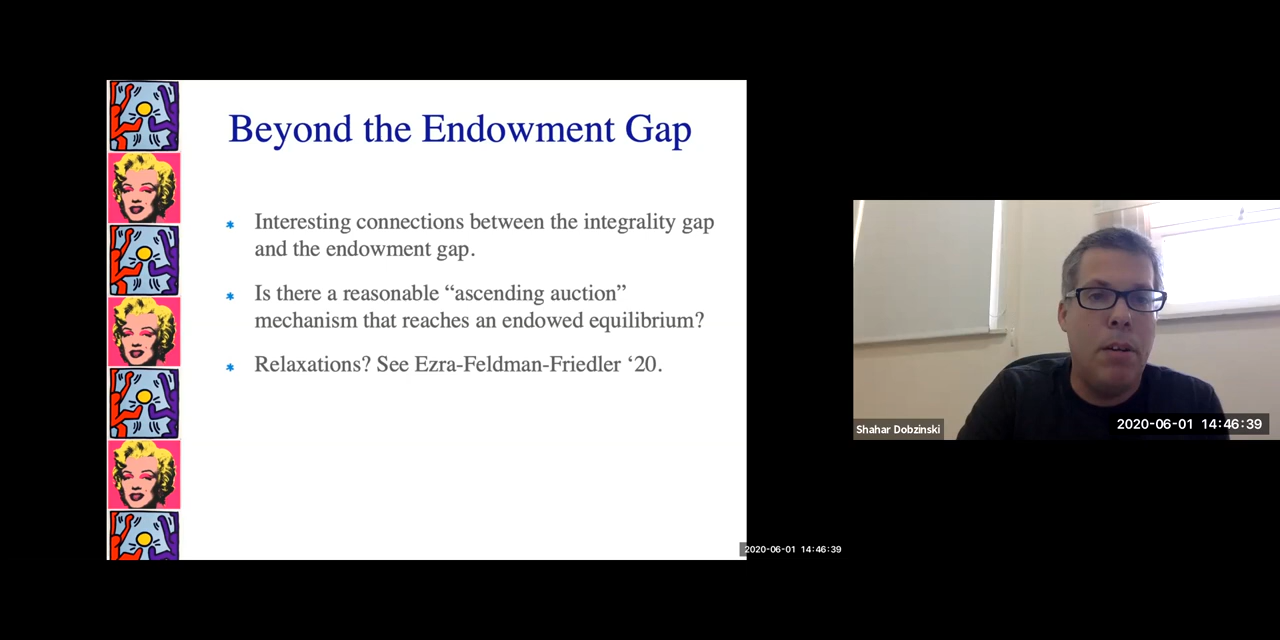 Beyond the Endowment Gap
* Interesting connections between the integrality gap
and the endowment gap.
* Is there a reasonable “ascending auction”
mechanism that reaches an endowed equilibrium?
* Relaxations? See Ezra-Feldman-Friedler ‘20.
2020-06-01 14:46:39
Shahar Dobzinski
2020-06-01 14:46:39